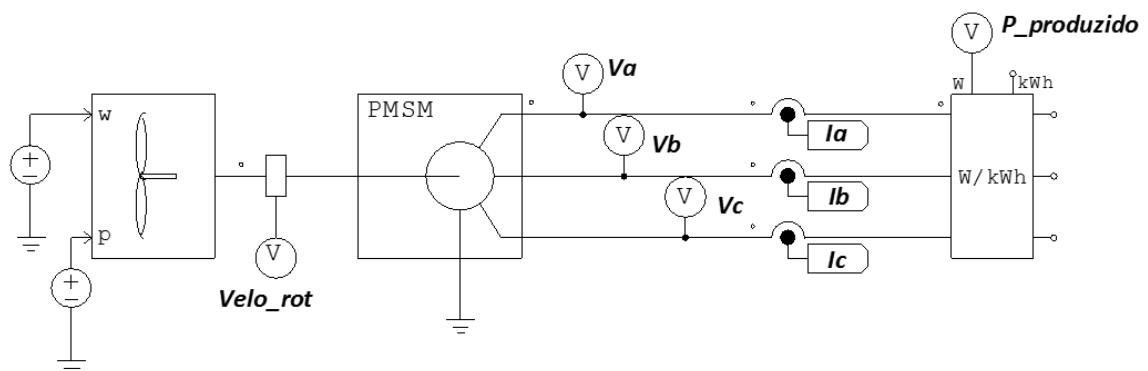 P_produzido
V
Va
V
W
kWh
w
PMSM
Ia
V
Vb
W/kWh
Ib
V
Vc
p
Ic
V
Velo_rot